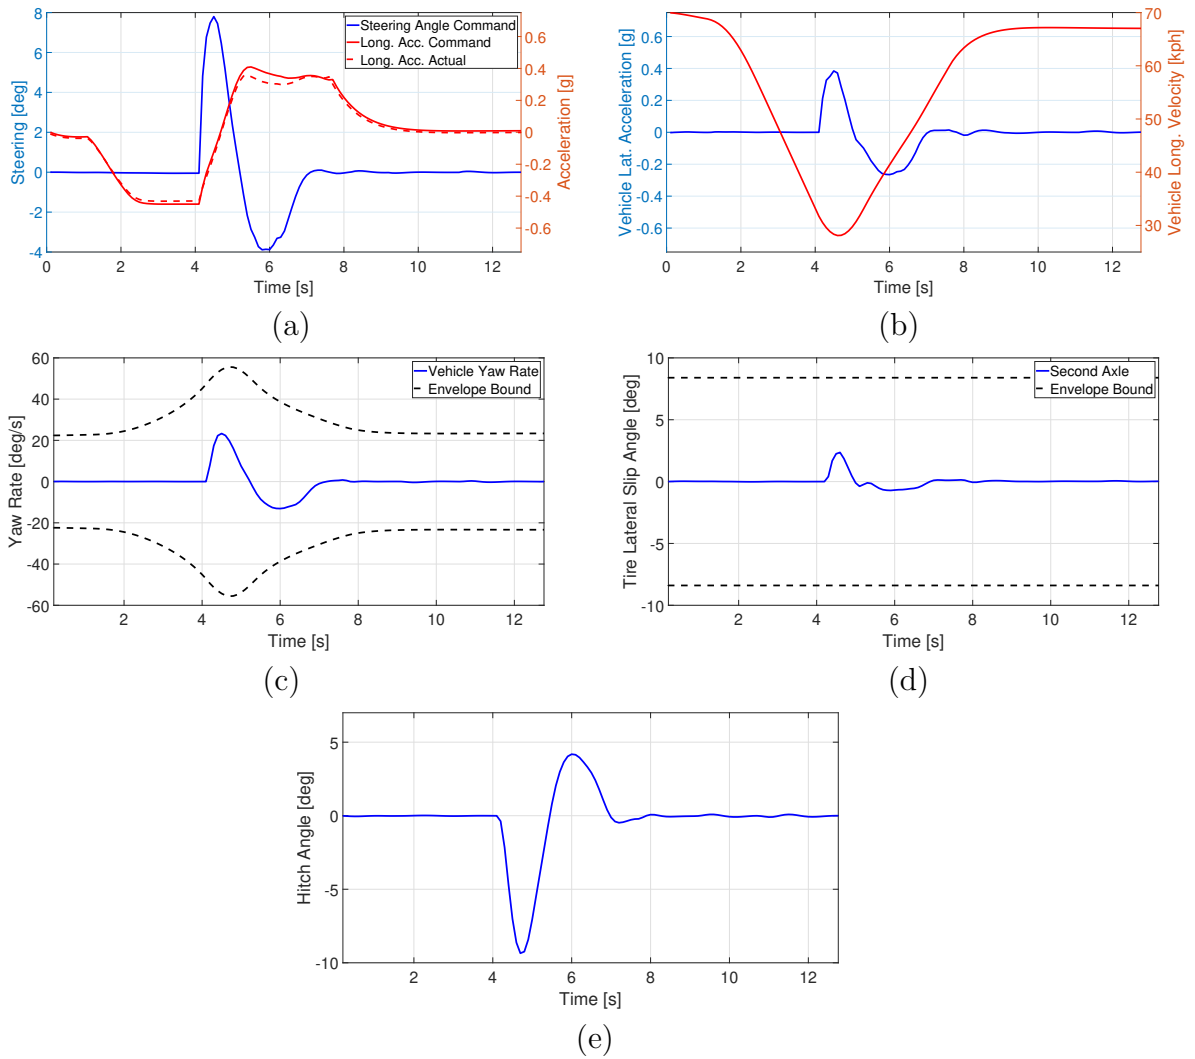 Steering Angle Command
Long. Acc. Command
Long. Acc. Actual
8
6
4
2
0
-2
-4
Steering [deg]
0.6
0.4
0.2
0
-0.2
-0.4
-0.6
Acceleration [g]
0 2 4 6 8 10 12
Time [s]
(a)
0.6
0.4
0.2
0
-0.2
-0.4
-0.6
Vehicle Lat. Acceleration [g]
70
60
50
40
30
Vehicle Long. Velocity [kph]
0 2 4 6 8 10 12
Time [s]
(b)
Vehicle Yaw Rate
Envelope Bound
60
40
20
0
-20
-40
-60
Yaw Rate [deg/s]
2 4 6 8 10 12
Time [s]
(c)
Second Axle
Envelope Bound
10
5
0
-5
-10
Tire Lateral Slip Angle [deg]
2 4 6 8 10 12
Time [s]
(d)
5
0
-5
-10
Hitch Angle [deg]
2 4 6 8 10 12
Time [s]
(e)